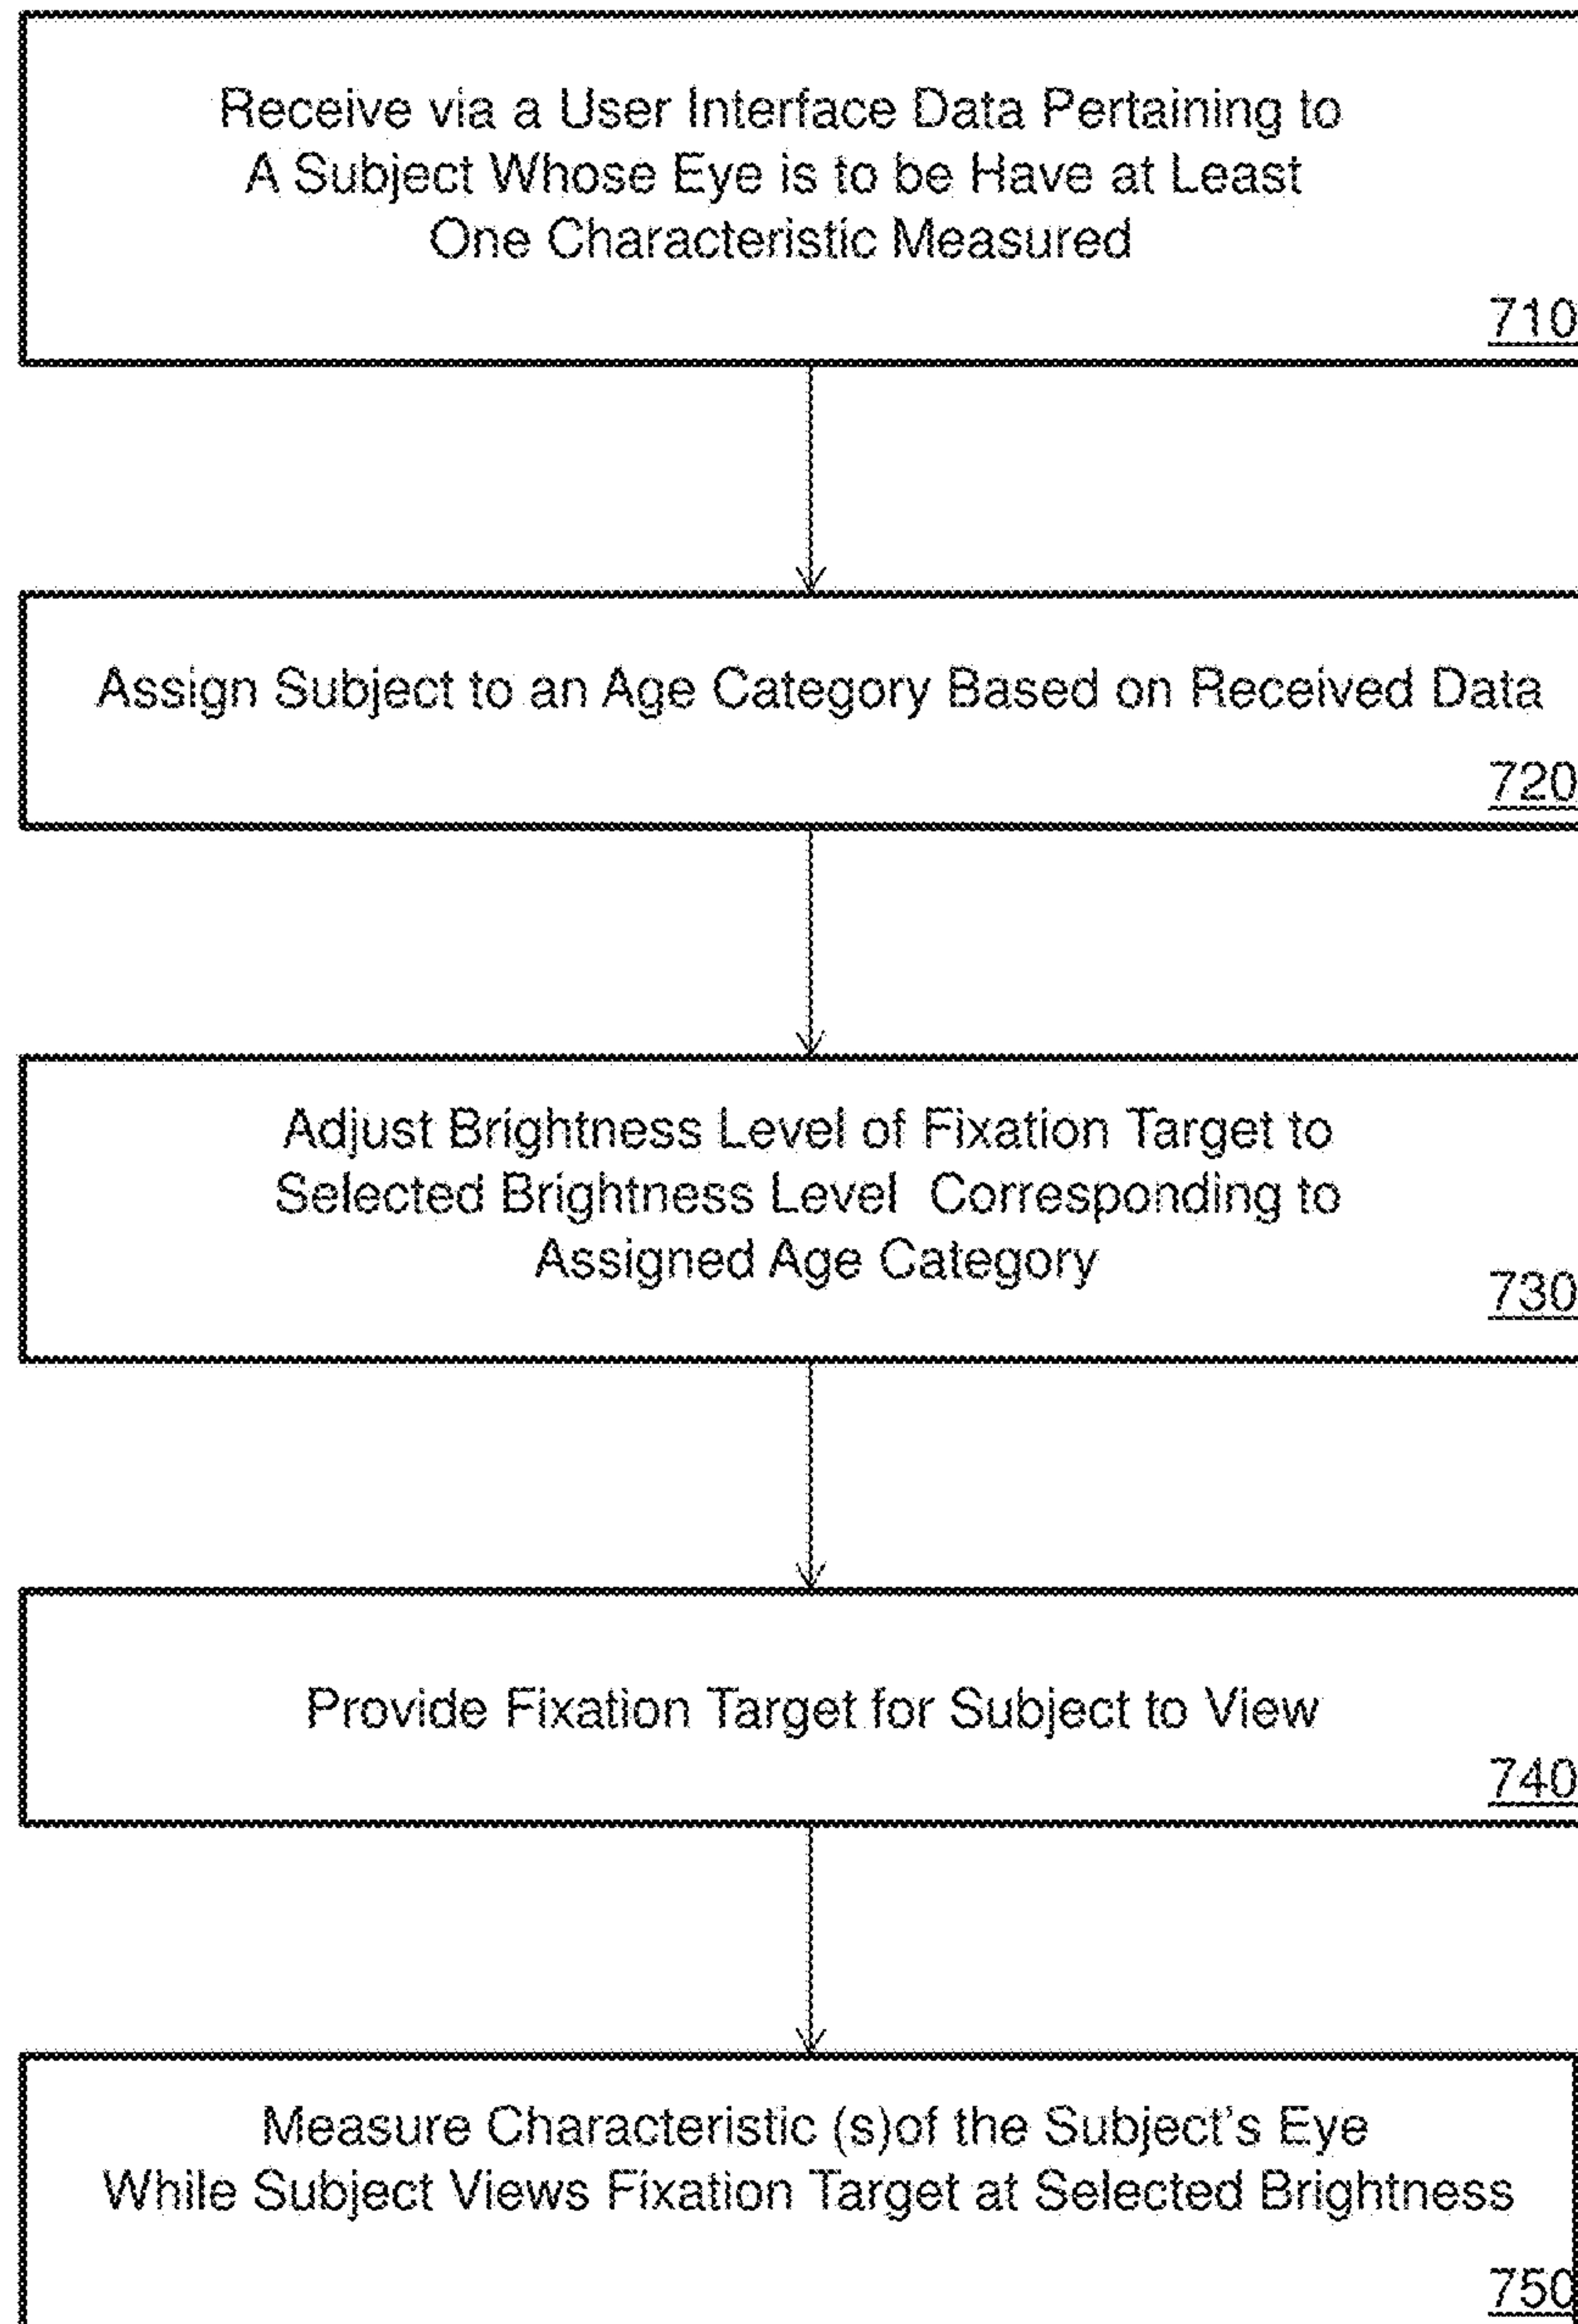 Receive via a User Interface Data Pertaining to
A Subject Whose Eye is to be Have at Least
One Characteristic Measured
710
Assign Subject to an Age Category Based on Received Data
720
Adjust Brightness Level of Fixation Target to
Selected Brightness Level Corresponding to
Assigned Age Category
730
Provide Fixation Target for Subject to View
740
Measure Characteristic (s)of the Subject's Eye
While Subject Views Fixation Target at Selected Brightness
750